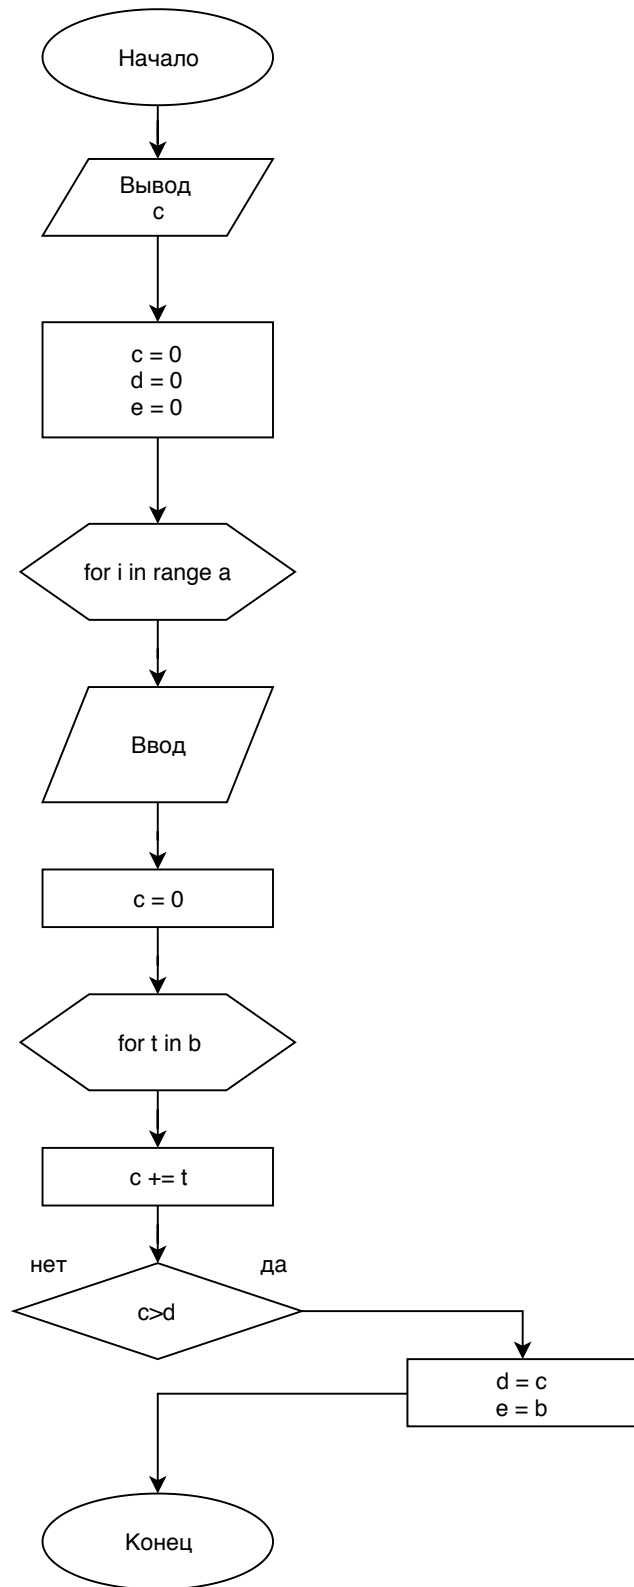 Начало
Вывод
c
c = 0
d = 0
e = 0
for i in range a
Ввод
c = 0
for t in b
c += t
нет
да
c>d
d = c
e = b
Конец